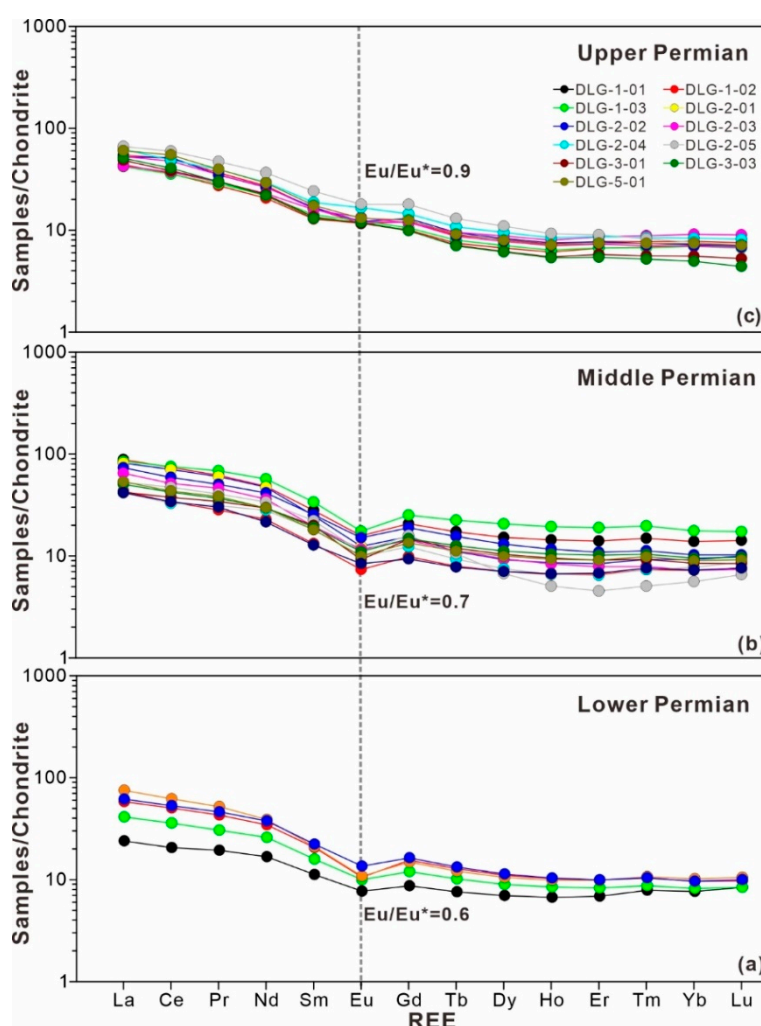 1000
Upper Permian
DLG-1-01 DLG-1-02
DLG-1-03 DLG-2-01
DLG-2-02 DLG-2-03
DLG-2-04 DLG-2-05
DLG-3-01 DLG-3-03
DLG-5-01
100
Eu/Eu*=0.9
10
1
Samples/Chondrite
(c)
1000
Middle Permian
100
10
1
Samples/Chondrite
Eu/Eu*=0.7
(b)
1000
Lower Permian
100
10
1
Samples/Chondrite
Eu/Eu*=0.6
(a)
La Ce Pr Nd Sm Eu Gd Tb Dy Ho Er Tm Yb Lu
REE